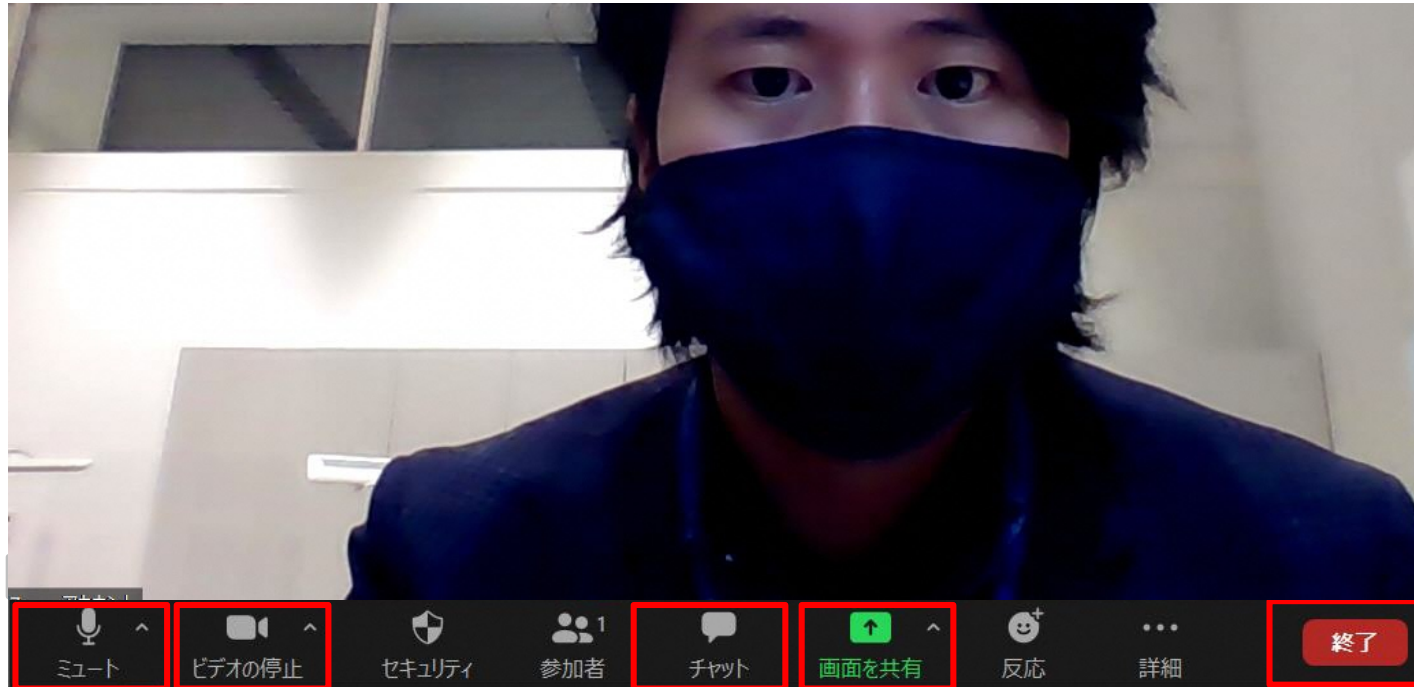 ミュート
ビデオの停止
セキュリティ
参加者 1
チャット
画面を共有
反応
詳細
終了